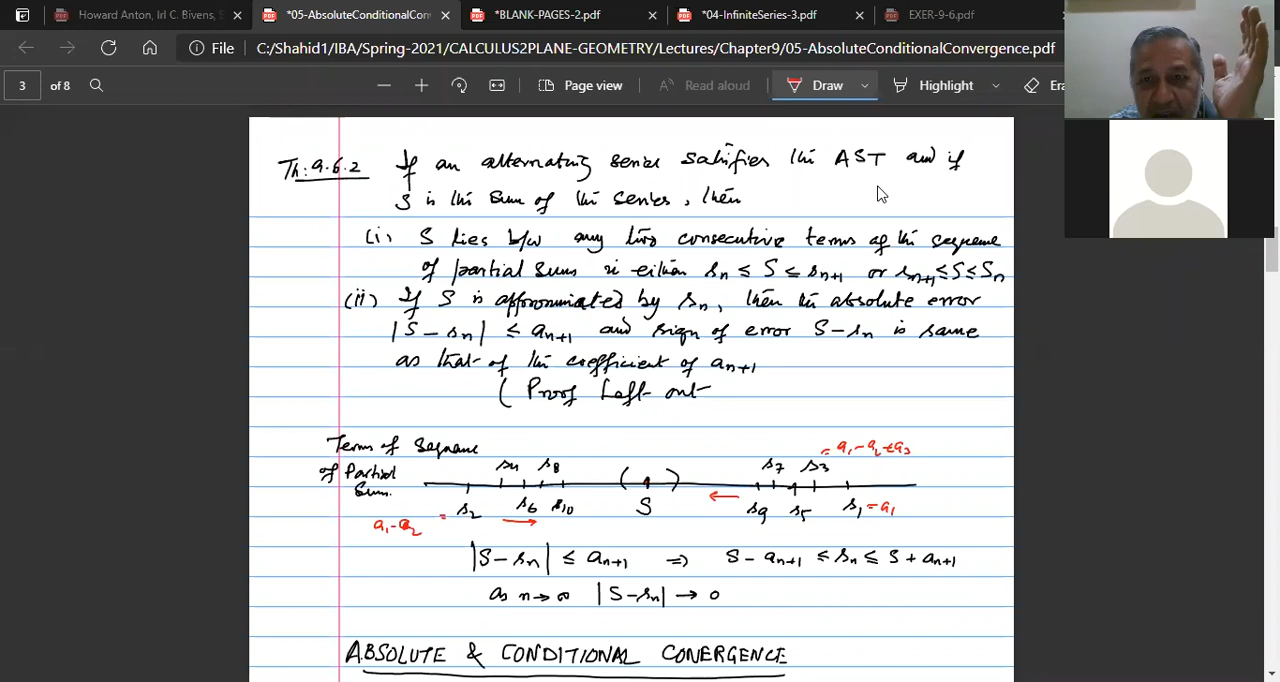 Howard Anton, Irl C. Bivens, S
*05-AbsoluteConditionalCon
*BLANK-PAGES-2.pdf
*04-InfiniteSeries-3.pdf
EXER-9-6.pdf
File
C:/Shahid1/IBA/Spring-2021/CALCULUS2PLANE-GEOMETRY/Lectures/Chapter9/05-AbsoluteConditionalConvergence.pdf
3 of 8
Page view
Read aloud
Draw
Highlight
Era
Th: 9.6.2 If an alternating series satisfies the AST and if
S is the sum of the series, then
(i) S lies b/w any two consecutive terms of the sequence
of partial sums ie either sn ≤ S ≤ sn+1 or sn+1 ≤ S ≤ Sn
(ii) If S is approximated by sn, then the absolute error
|S - sn| ≤ an+1 and sign of error S - sn is same
as that of the coefficient of an+1
( Proof Left out
Terms of Sequence
of Partial
Sum.
s4 s8 s7 s3 = a1 - a2 + a3
a1 - a2 = s2 s6 s10 S s9 s5 s1 = a1
|S - sn| ≤ an+1 ⇒ S - an+1 ≤ sn ≤ S + an+1
as n → ∞ |S - sn| → 0
ABSOLUTE & CONDITIONAL CONERGENCE